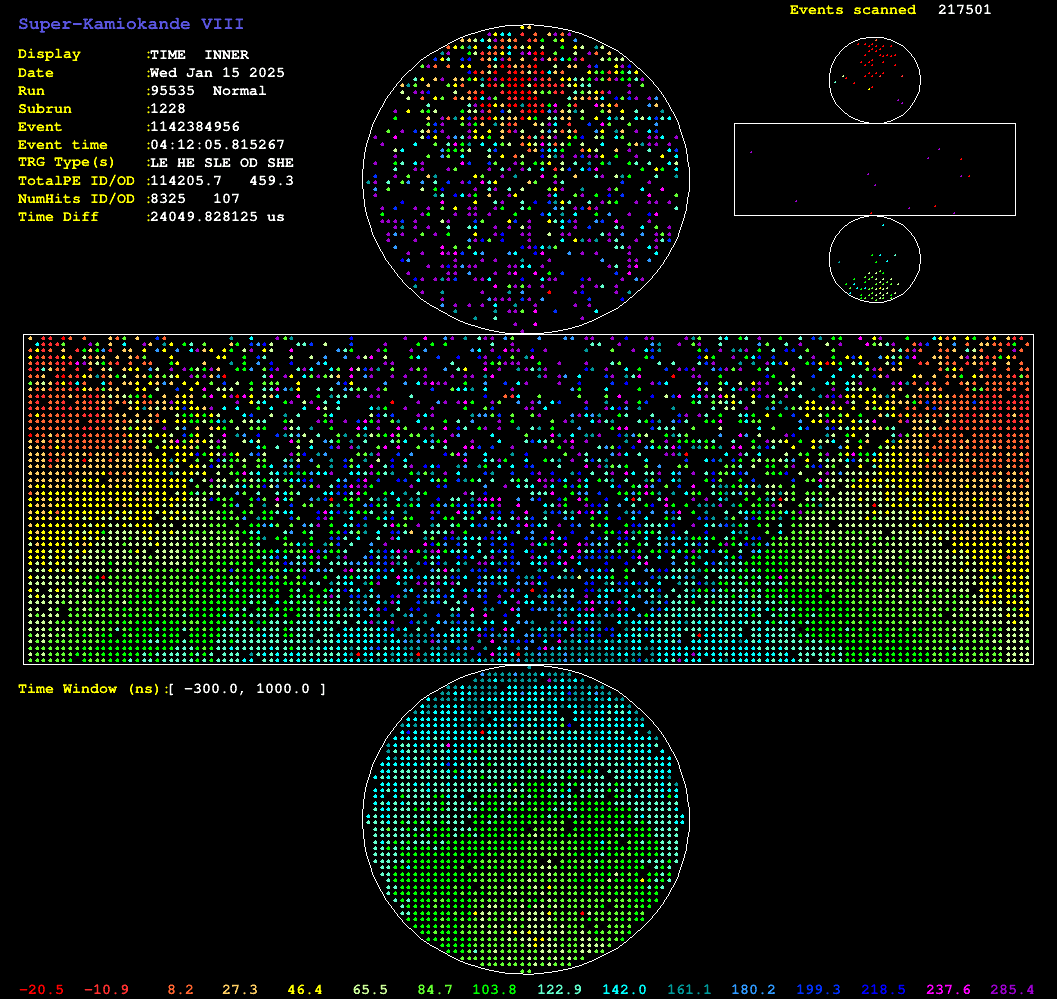 Super-Kamiokande VIII
Events scanned 217501
Display :TIME INNER
Date :Wed Jan 15 2025
Run :95535 Normal
Subrun :1228
Event :1142384956
Event time :04:12:05.815267
TRG Type(s) :LE HE SLE OD SHE
TotalPE ID/OD :114205.7 459.3
NumHits ID/OD :8325 107
Time Diff :24049.828125 us
Time Window (ns):[ -300.0, 1000.0 ]
-20.5 -10.9 8.2 27.3 46.4 65.5 84.7 103.8 122.9 142.0 161.1 180.2 199.3 218.5 237.6 285.4